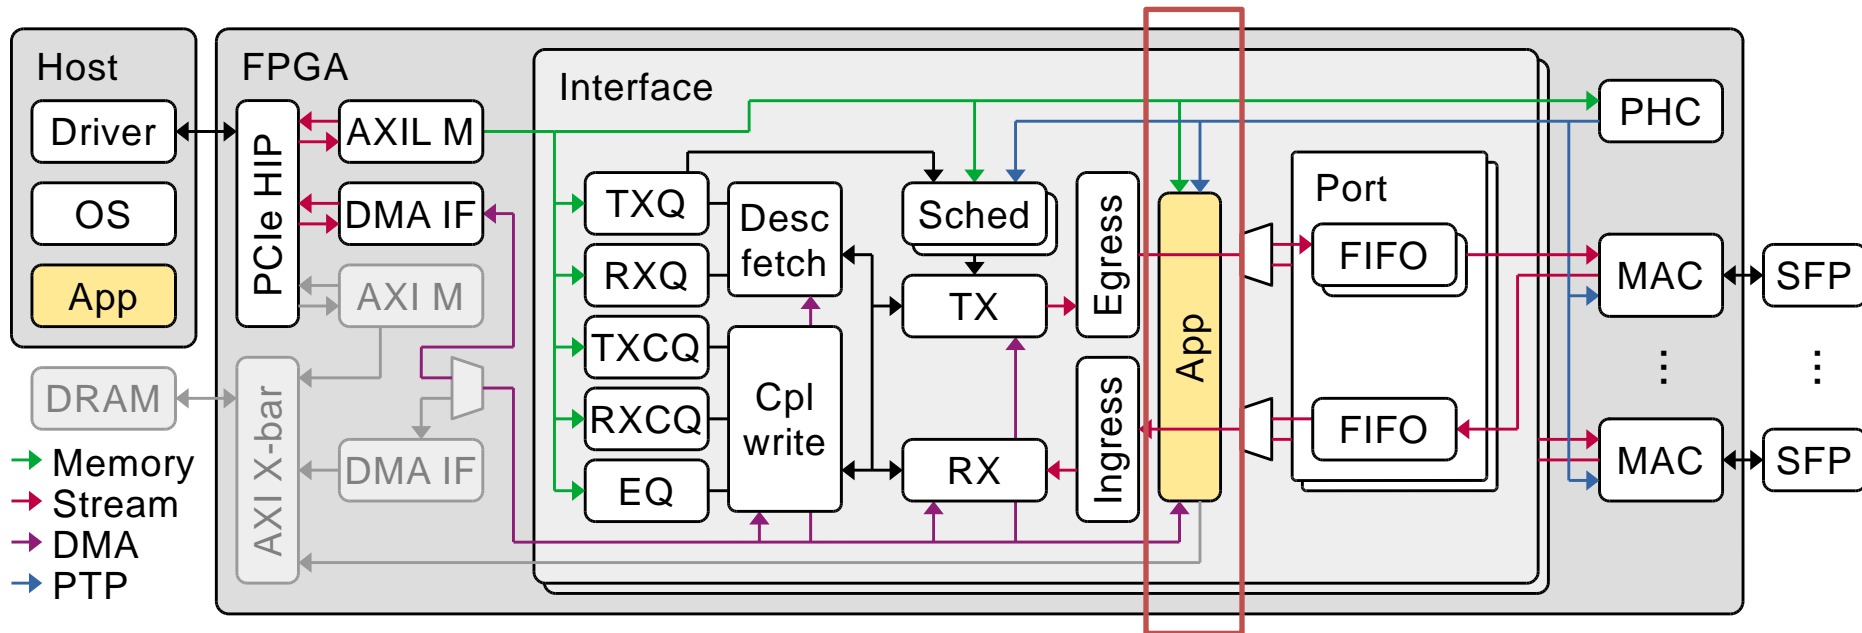 Host
Driver
OS
App
DRAM
Memory
Stream
DMA
PTP
FPGA
PCIe HIP
AXIL M
DMA IF
AXI M
AXI X-bar
DMA IF
Interface
TXQ
RXQ
TXCQ
RXCQ
EQ
Desc
fetch
Cpl
write
Sched
TX
RX
Egress
Ingress
App
Port
FIFO
FIFO
PHC
MAC
MAC
SFP
SFP